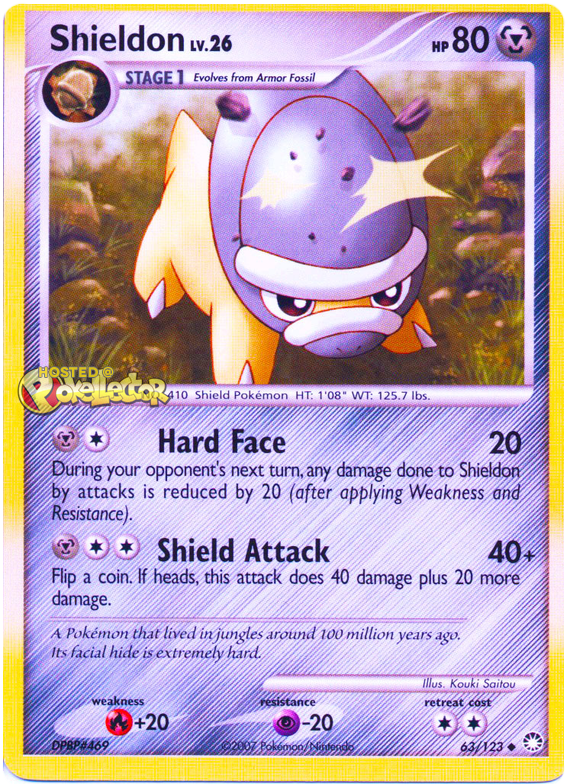 Shieldon LV.26
HP 80
STAGE 1 Evolves from Armor Fossil
HOSTED @
Pokellector
410 Shield Pokémon HT: 1'08" WT: 125.7 lbs.
Hard Face 20
During your opponent's next turn, any damage done to Shieldon
by attacks is reduced by 20 (after applying Weakness and
Resistance).
Shield Attack 40+
Flip a coin. If heads, this attack does 40 damage plus 20 more
damage.
A Pokémon that lived in jungles around 100 million years ago.
Its facial hide is extremely hard.
Illus. Kouki Saitou
weakness resistance retreat cost
+20 -20
DPBP#469 ©2007 Pokémon/Nintendo 63/123